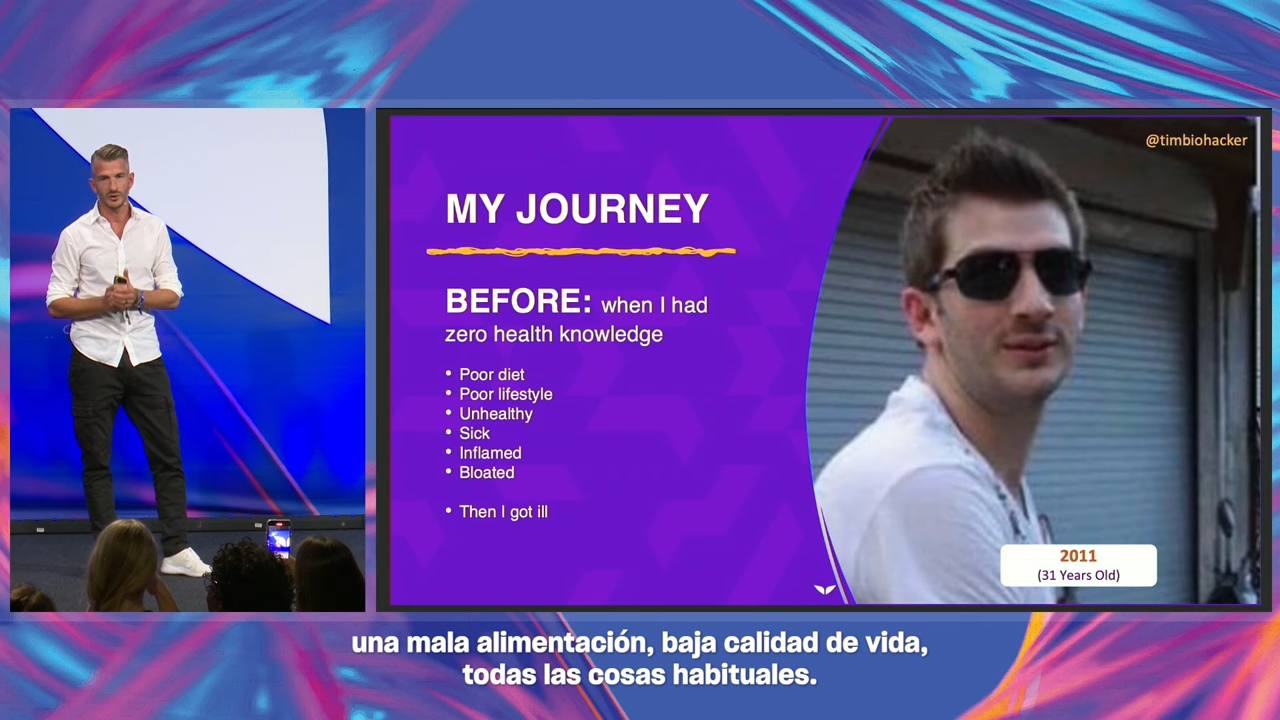 @timbiohacker
MY JOURNEY
BEFORE: when I had
zero health knowledge
• Poor diet
• Poor lifestyle
• Unhealthy
• Sick
• Inflamed
• Bloated
• Then I got ill
2011
(31 Years Old)
una mala alimentación, baja calidad de vida,
todas las cosas habituales.